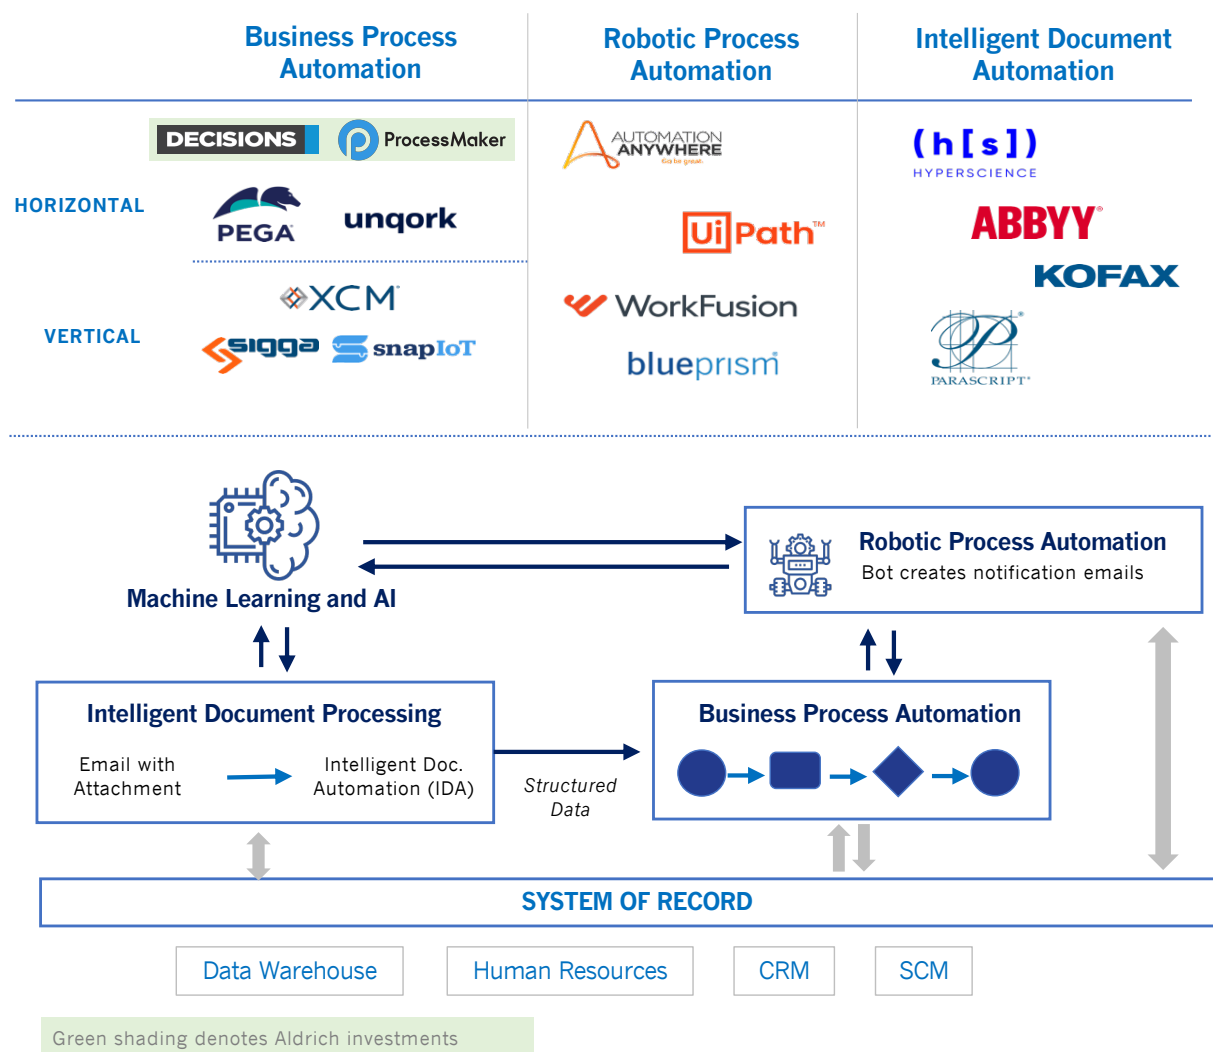 Business Process
Automation
Robotic Process
Automation
Intelligent Document
Automation
HORIZONTAL
DECISIONS
ProcessMaker
PEGA
unqork
AUTOMATION
ANYWHERE
Go be great.
UiPath™
(h[s])
HYPERSCIENCE
ABBYY®
KOFAX
VERTICAL
XCM
sigga
snapIoT
WorkFusion
blueprism
PARASCRIPT®
Machine Learning and AI
Robotic Process Automation
Bot creates notification emails
Intelligent Document Processing
Email with
Attachment
Intelligent Doc.
Automation (IDA)
Structured
Data
Business Process Automation
SYSTEM OF RECORD
Data Warehouse
Human Resources
CRM
SCM
Green shading denotes Aldrich investments